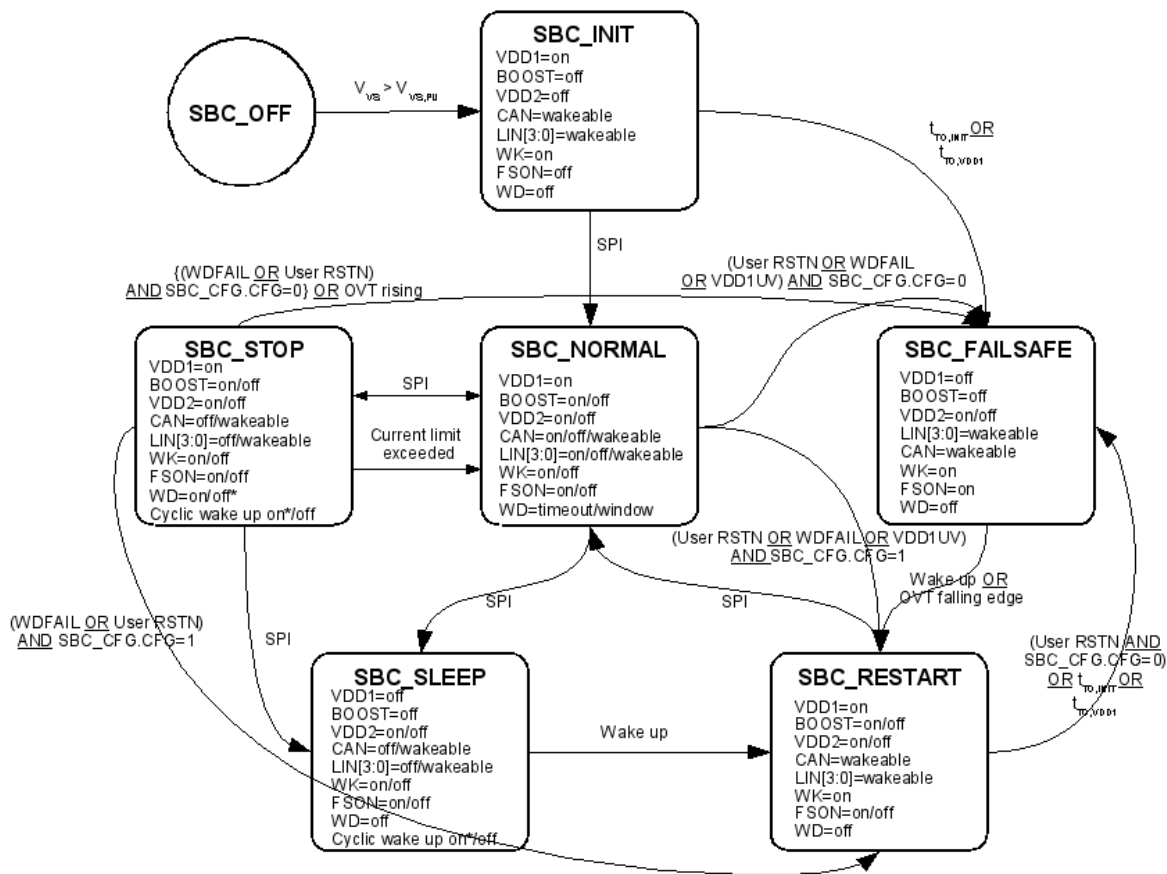 SBC_INIT
VDD1=on
BOOST=off
VDD2=off
CAN=wakeable
LIN[3:0]=wakeable
WK=on
FSON=off
WD=off
SBC_OFF
V_VS > V_VS,PU
t_TO,INIT OR
t_TO,VDD1
SPI
{(WDFAIL OR User RSTN)
AND SBC_CFG.CFG=0} OR OVT rising
(User RSTN OR WDFAIL
OR VDD1UV) AND SBC_CFG.CFG=0
SBC_STOP
VDD1=on
BOOST=on/off
VDD2=on/off
CAN=off/wakeable
LIN[3:0]=off/wakeable
WK=on/off
FSON=on/off
WD=on/off*
Cyclic wake up on*/off
SPI
Current limit
exceeded
SBC_NORMAL
VDD1=on
BOOST=on/off
VDD2=on/off
CAN=on/off/wakeable
LIN[3:0]=on/off/wakeable
WK=on/off
FSON=on/off
WD=timeout/window
SBC_FAILSAFE
VDD1=off
BOOST=off
VDD2=on/off
LIN[3:0]=wakeable
CAN=wakeable
WK=on
FSON=on
WD=off
(User RSTN OR WDFAIL OR VDD1UV)
AND SBC_CFG.CFG=1
Wake up OR
OVT falling edge
(WDFAIL OR User RSTN)
AND SBC_CFG.CFG=1
SPI
SPI
SPI
(User RSTN AND
SBC_CFG.CFG=0)
OR t_TO,INIT OR
t_TO,VDD1
SBC_SLEEP
VDD1=off
BOOST=off
VDD2=on/off
CAN=off/wakeable
LIN[3:0]=off/wakeable
WK=on/off
FSON=on/off
WD=off
Cyclic wake up on*/off
Wake up
SBC_RESTART
VDD1=on
BOOST=on/off
VDD2=on/off
CAN=wakeable
LIN[3:0]=wakeable
WK=on
FSON=on/off
WD=off